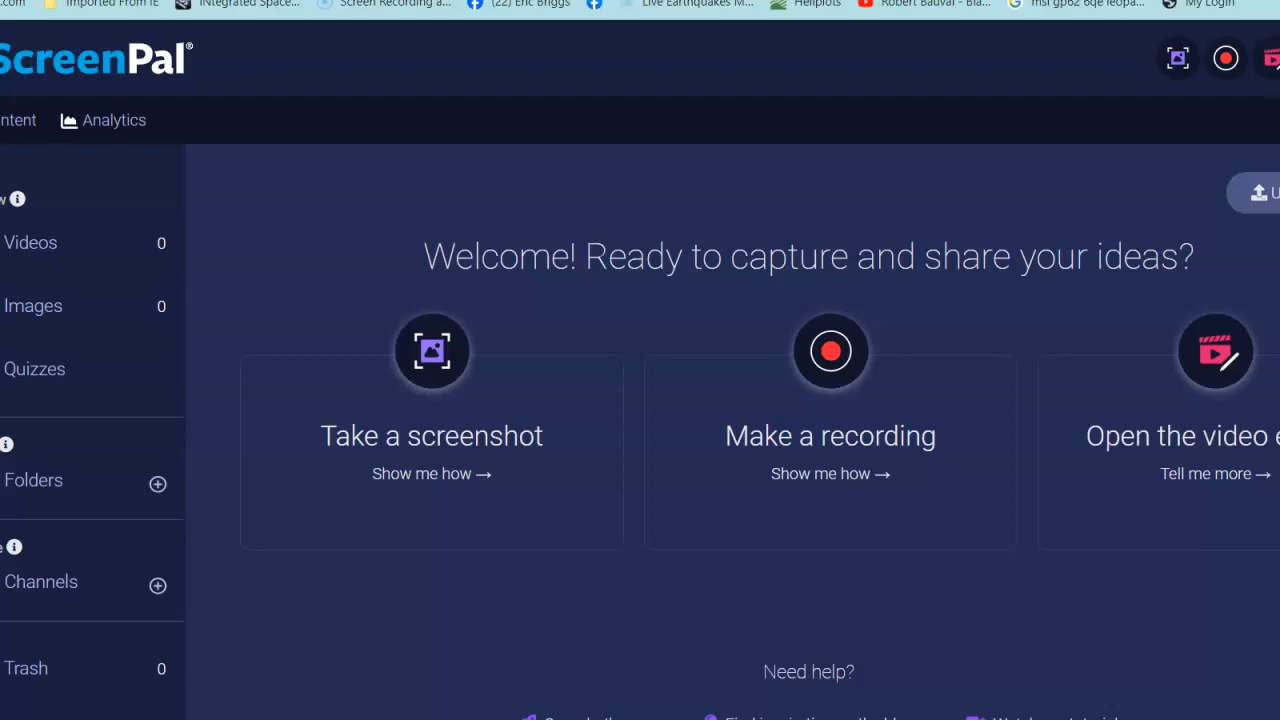 .com Imported From IE INtegrated Space... Screen Recording a... (22) Eric Briggs Live Earthquakes M... Heliplots Robert Bauval - Bla... msi gp62 6qe leopa... My Login
ScreenPal®
ntent Analytics
w
Videos 0
Images 0
Quizzes
Folders
Channels
Trash 0
U
Welcome! Ready to capture and share your ideas?
Take a screenshot
Show me how →
Make a recording
Show me how →
Open the video e
Tell me more →
Need help?